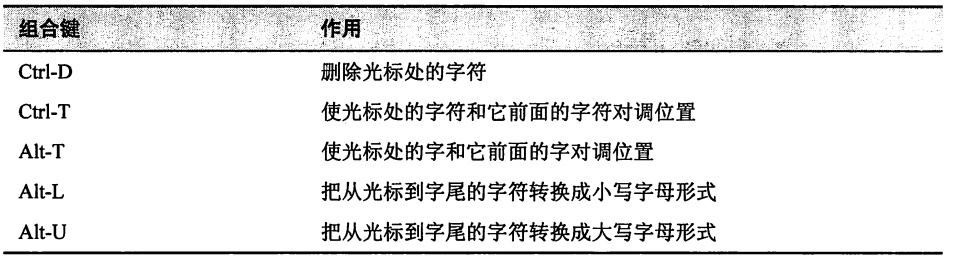 组合键 作用
Ctrl-D 删除光标处的字符
Ctrl-T 使光标处的字符和它前面的字符对调位置
Alt-T 使光标处的字和它前面的字对调位置
Alt-L 把从光标到字尾的字符转换成小写字母形式
Alt-U 把从光标到字尾的字符转换成大写字母形式